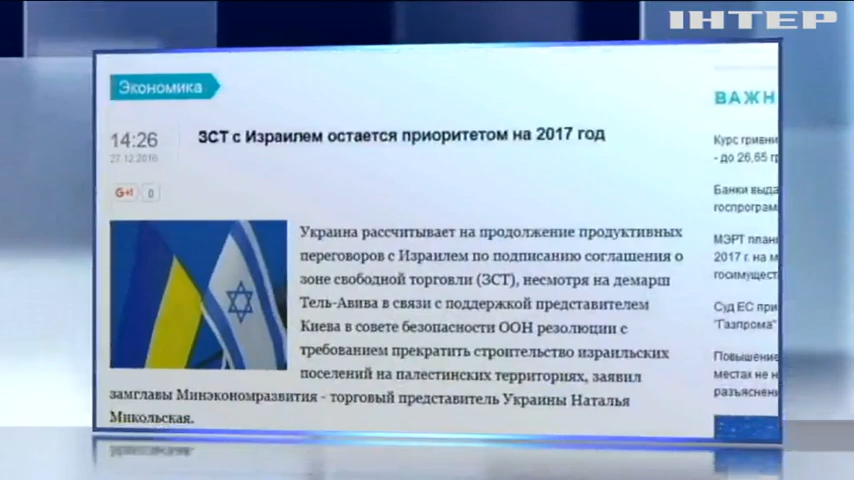 ІНТЕР
Экономика
14:26
27.12.2016
ЗСТ с Израилем остается приоритетом на 2017 год
G+1 0
Украина рассчитывает на продолжение продуктивных
переговоров с Израилем по подписанию соглашения о
зоне свободной торговли (ЗСТ), несмотря на демарш
Тель-Авива в связи с поддержкой представителем
Киева в совете безопасности ООН резолюции с
требованием прекратить строительство израильских
поселений на палестинских территориях, заявил
замглавы Минэкономразвития - торговый представитель Украины Наталья
Микольская.
ВАЖН
Курс гривни
- до 26,65 г
Банки выда
госпрограм
МЭРТ план
2017 г. на м
госимущест
Суд ЕС при
"Газпрома"
Повышение
местах не н
разъяснени